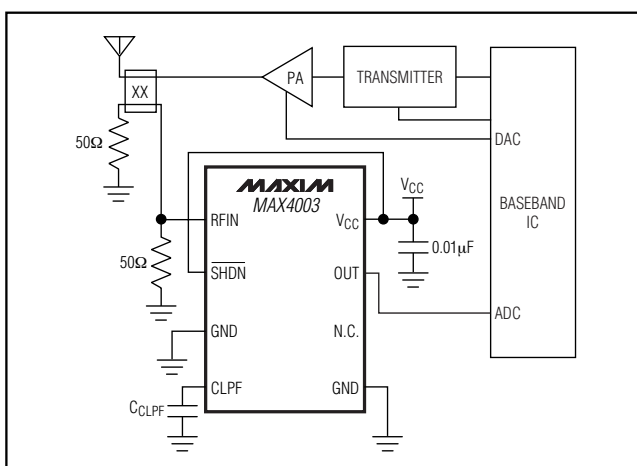 XX
PA
TRANSMITTER
BASEBAND
IC
DAC
ADC
50Ω
50Ω
MAXIM
MAX4003
RFIN
SHDN
GND
CLPF
VCC
OUT
N.C.
GND
VCC
0.01µF
CCLPF